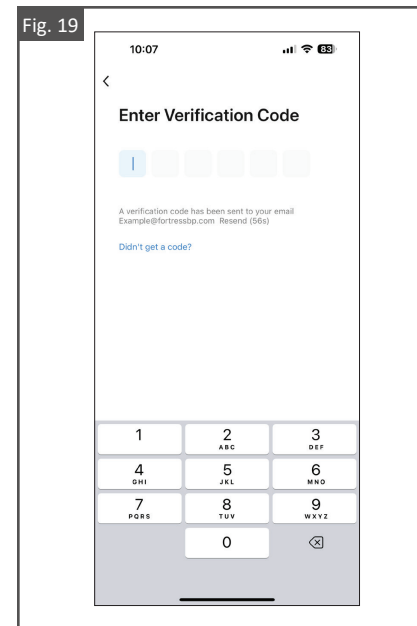 Fig. 19
10:07
83
Enter Verification Code
A verification code has been sent to your email
Example@fortressbp.com Resend (56s)
Didn't get a code?
1 2 3
ABC DEF
4 5 6
GHI JKL MNO
7 8 9
PQRS TUV WXYZ
0